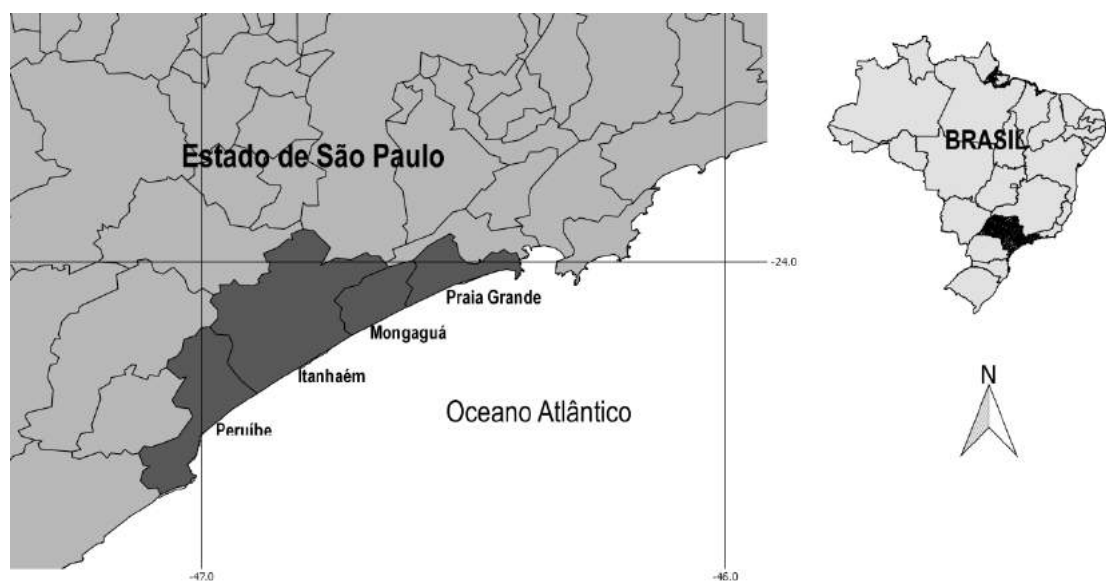 Estado de São Paulo
BRASIL
-24.0
Praia Grande
Mongaguá
Itanhaém
Oceano Atlântico
Peruíbe
N
-47.0
-46.0